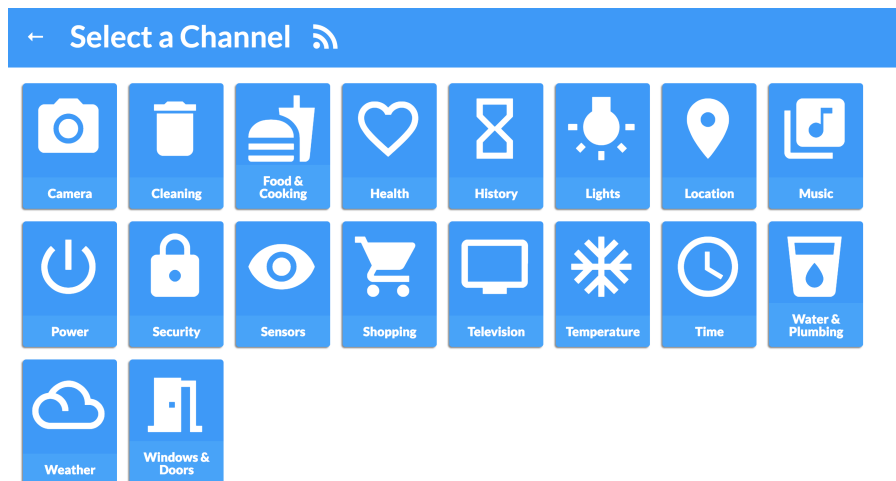 ← Select a Channel
Camera
Cleaning
Food &
Cooking
Health
History
Lights
Location
Music
Power
Security
Sensors
Shopping
Television
Temperature
Time
Water &
Plumbing
Weather
Windows &
Doors